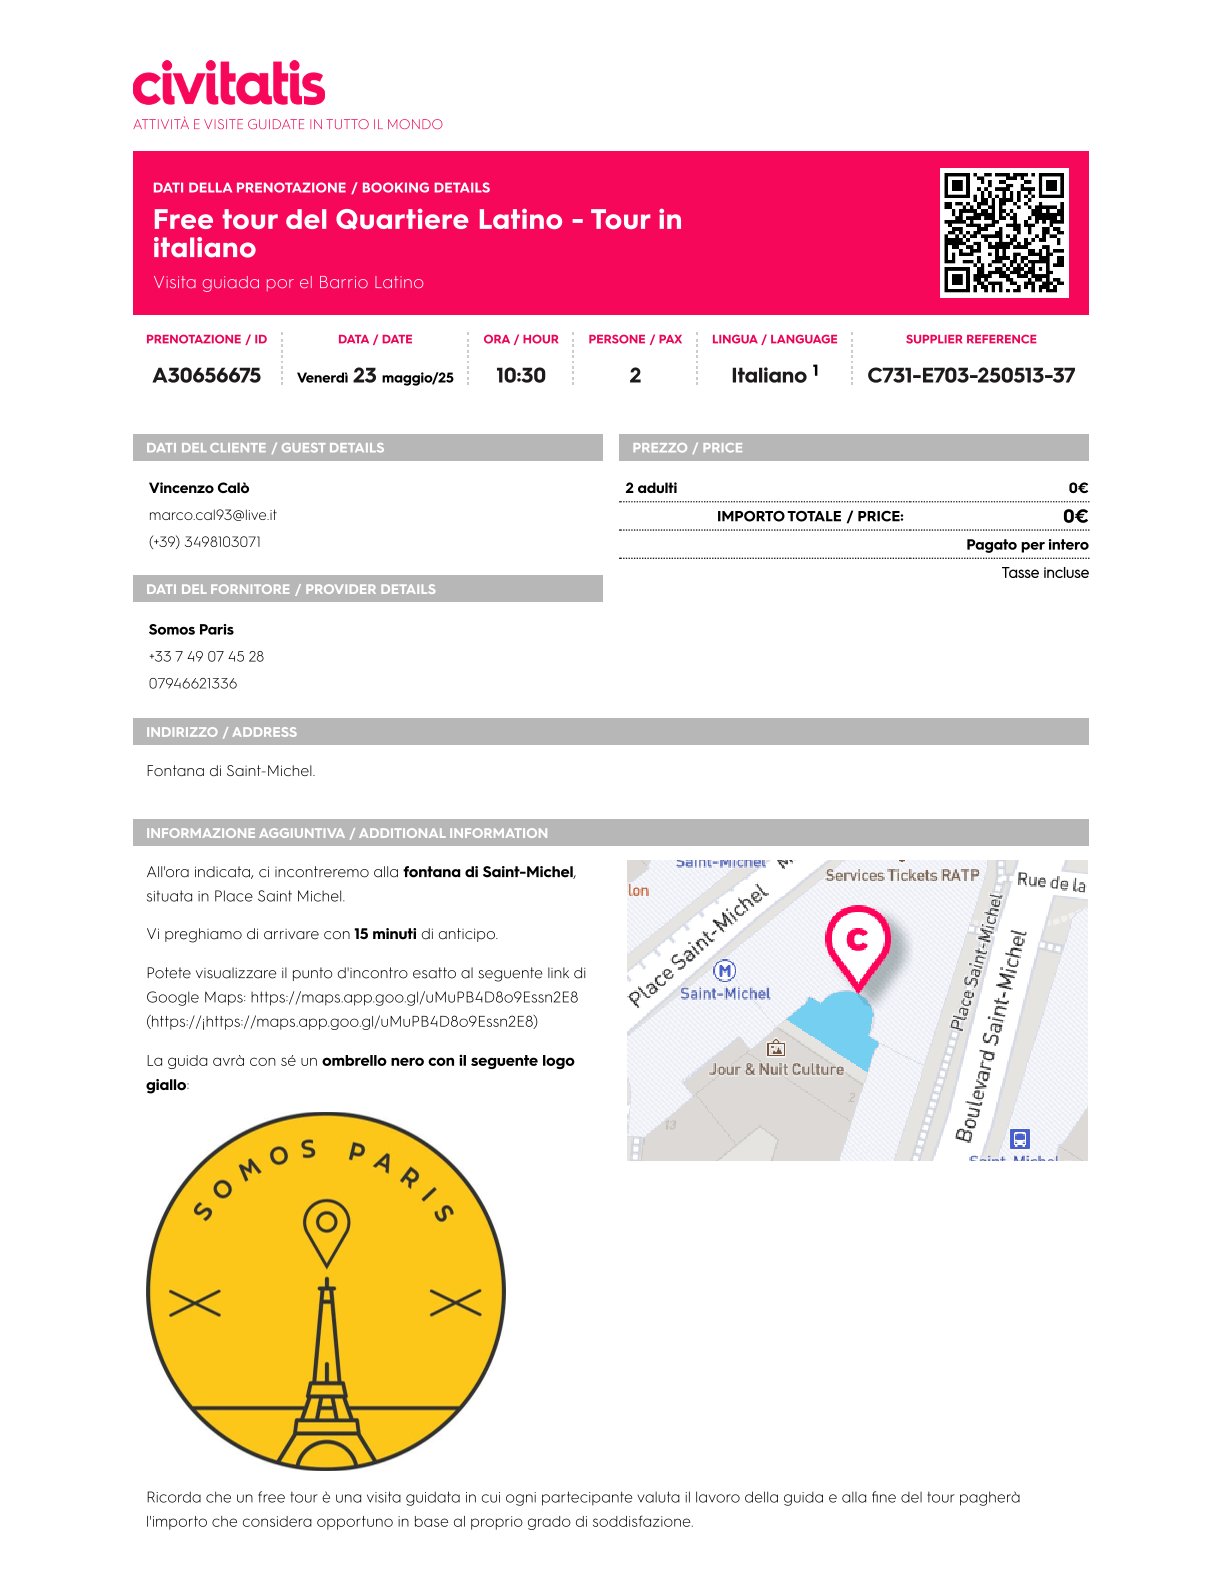 civitatis
ATTIVITÀ E VISITE GUIDATE IN TUTTO IL MONDO
DATI DELLA PRENOTAZIONE / BOOKING DETAILS
Free tour del Quartiere Latino - Tour in
italiano
Visita guiada por el Barrio Latino
PRENOTAZIONE / ID
A30656675
DATA / DATE
Venerdì 23 maggio/25
ORA / HOUR
10:30
PERSONE / PAX
2
LINGUA / LANGUAGE
Italiano 1
SUPPLIER REFERENCE
C731-E703-250513-37
DATI DEL CLIENTE / GUEST DETAILS
Vincenzo Calò
marco.cal93@live.it
(+39) 3498103071
PREZZO / PRICE
2 adulti 0€
IMPORTO TOTALE / PRICE: 0€
Pagato per intero
Tasse incluse
DATI DEL FORNITORE / PROVIDER DETAILS
Somos Paris
+33 7 49 07 45 28
07946621336
INDIRIZZO / ADDRESS
Fontana di Saint-Michel.
INFORMAZIONE AGGIUNTIVA / ADDITIONAL INFORMATION
All'ora indicata, ci incontreremo alla fontana di Saint-Michel,
situata in Place Saint Michel.
Vi preghiamo di arrivare con 15 minuti di anticipo.
Potete visualizzare il punto d'incontro esatto al seguente link di
Google Maps: https://maps.app.goo.gl/uMuPB4D8o9Essn2E8
(https://¡https://maps.app.goo.gl/uMuPB4D8o9Essn2E8)
La guida avrà con sé un ombrello nero con il seguente logo
giallo:
SOMOS PARIS
Saint-Michel
lon
Services Tickets RATP
Rue de la
Place Saint-Michel
C
M
Saint-Michel
Place Saint-Michel
Boulevard Saint-Michel
Jour & Nuit Culture
2
13
Saint-Michel
Ricorda che un free tour è una visita guidata in cui ogni partecipante valuta il lavoro della guida e alla fine del tour pagherà
l'importo che considera opportuno in base al proprio grado di soddisfazione.